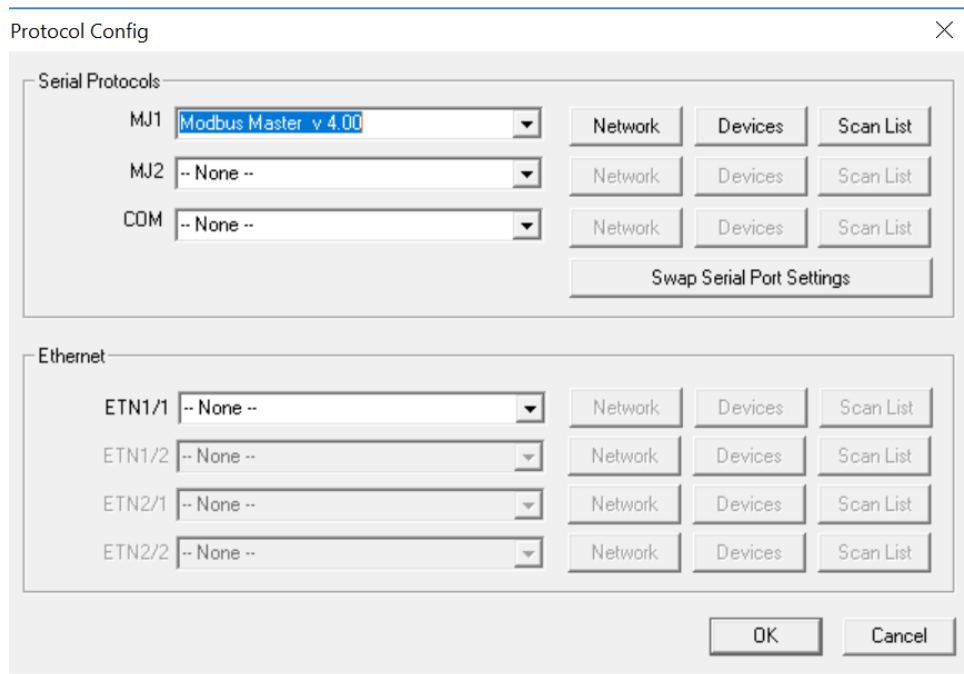 Protocol Config
Serial Protocols
MJ1 Modbus Master v 4.00 Network Devices Scan List
MJ2 -- None -- Network Devices Scan List
COM -- None -- Network Devices Scan List
Swap Serial Port Settings
Ethernet
ETN1/1 -- None -- Network Devices Scan List
ETN1/2 -- None -- Network Devices Scan List
ETN2/1 -- None -- Network Devices Scan List
ETN2/2 -- None -- Network Devices Scan List
OK Cancel